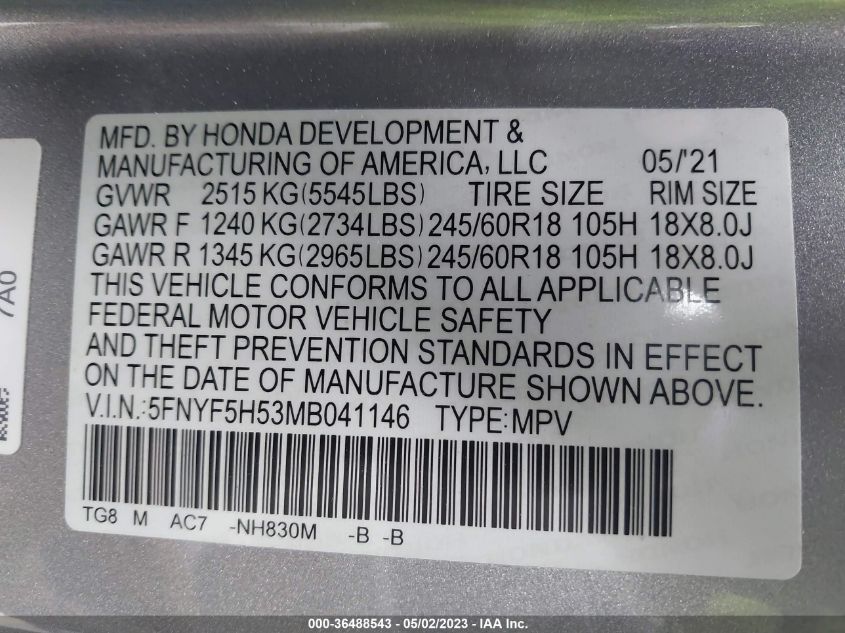 MFD. BY HONDA DEVELOPMENT &
MANUFACTURING OF AMERICA, LLC 05/'21
GVWR 2515 KG(5545LBS) TIRE SIZE RIM SIZE
GAWR F 1240 KG(2734LBS) 245/60R18 105H 18X8.0J
GAWR R 1345 KG(2965LBS) 245/60R18 105H 18X8.0J
THIS VEHICLE CONFORMS TO ALL APPLICABLE
FEDERAL MOTOR VEHICLE SAFETY
AND THEFT PREVENTION STANDARDS IN EFFECT
ON THE DATE OF MANUFACTURE SHOWN ABOVE.
V.I.N.:5FNYF5H53MB041146 TYPE:MPV
TG8 M AC7 -NH830M -B -B
7A0
000-36488543 - 05/02/2023 - IAA Inc.